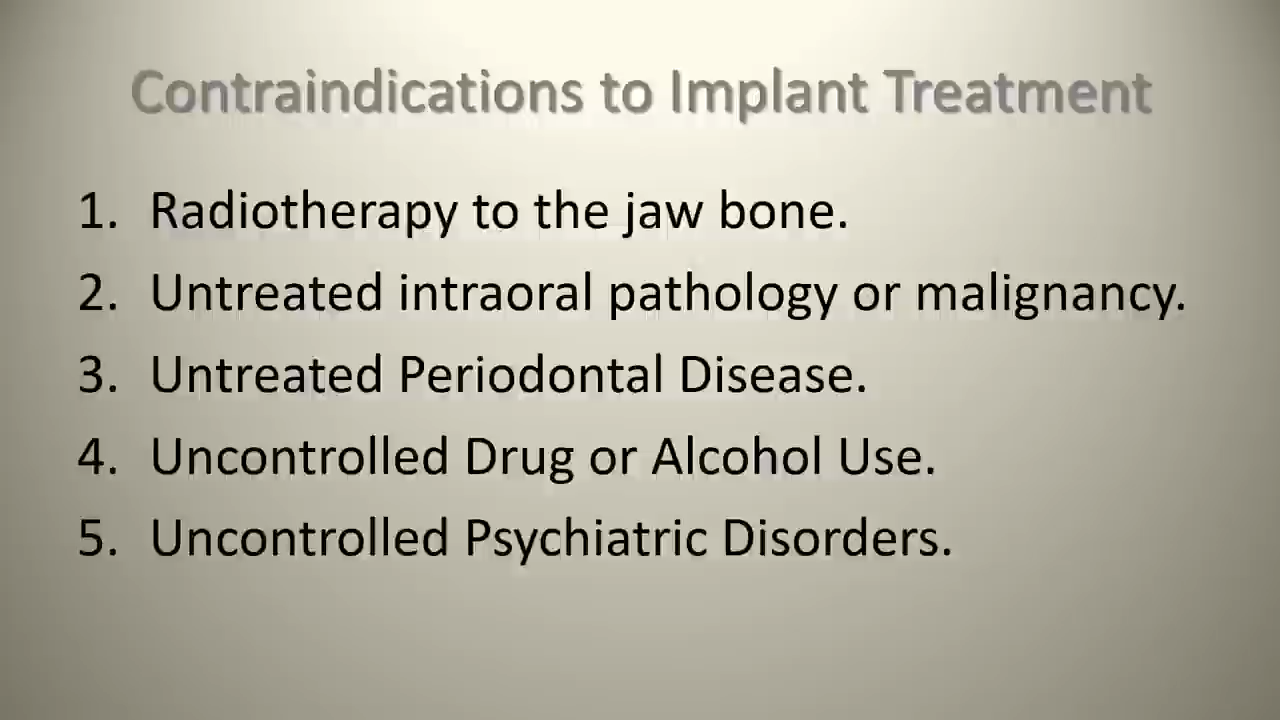 Contraindications to Implant Treatment
1. Radiotherapy to the jaw bone.
2. Untreated intraoral pathology or malignancy.
3. Untreated Periodontal Disease.
4. Uncontrolled Drug or Alcohol Use.
5. Uncontrolled Psychiatric Disorders.